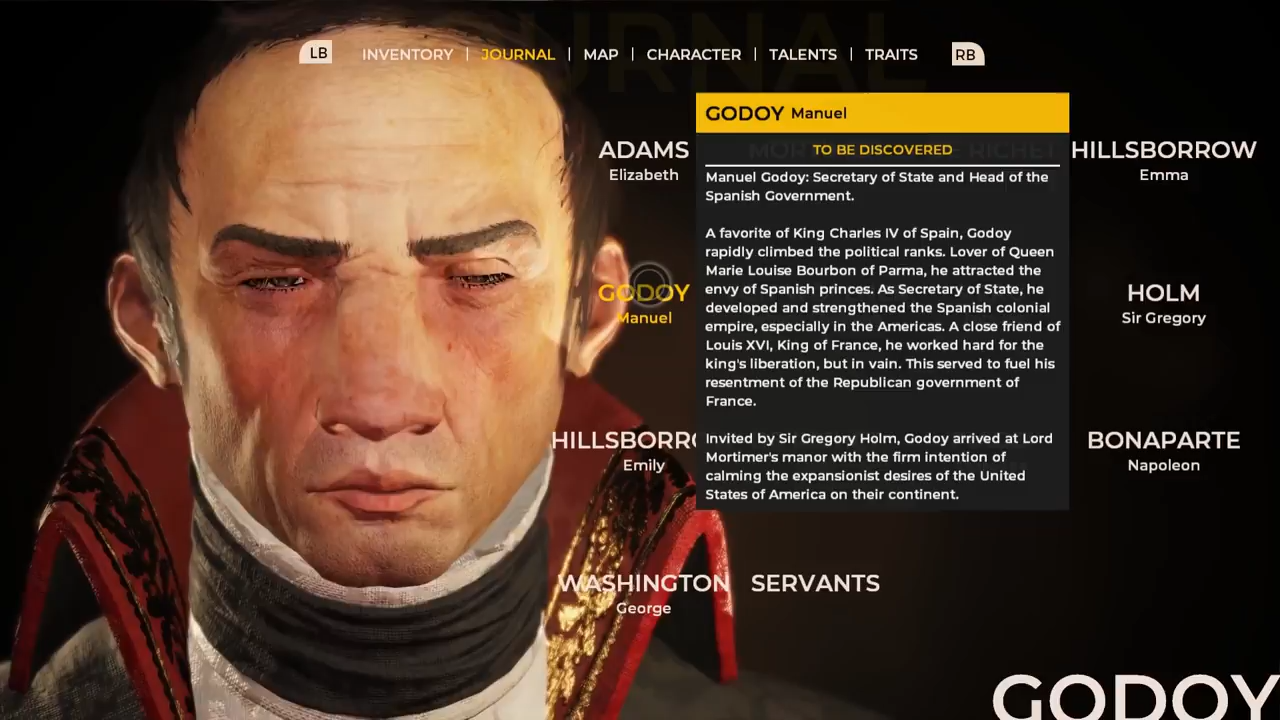 LB INVENTORY | JOURNAL | MAP | CHARACTER | TALENTS | TRAITS RB
GODOY Manuel
TO BE DISCOVERED
Manuel Godoy: Secretary of State and Head of the
Spanish Government.
A favorite of King Charles IV of Spain, Godoy
rapidly climbed the political ranks. Lover of Queen
Marie Louise Bourbon of Parma, he attracted the
envy of Spanish princes. As Secretary of State, he
developed and strengthened the Spanish colonial
empire, especially in the Americas. A close friend of
Louis XVI, King of France, he worked hard for the
king's liberation, but in vain. This served to fuel his
resentment of the Republican government of
France.
Invited by Sir Gregory Holm, Godoy arrived at Lord
Mortimer's manor with the firm intention of
calming the expansionist desires of the United
States of America on their continent.
ADAMS
Elizabeth
HILLSBORROW
Emma
GODOY
Manuel
HOLM
Sir Gregory
HILLSBORRO
Emily
BONAPARTE
Napoleon
WASHINGTON
George
SERVANTS
GODOY